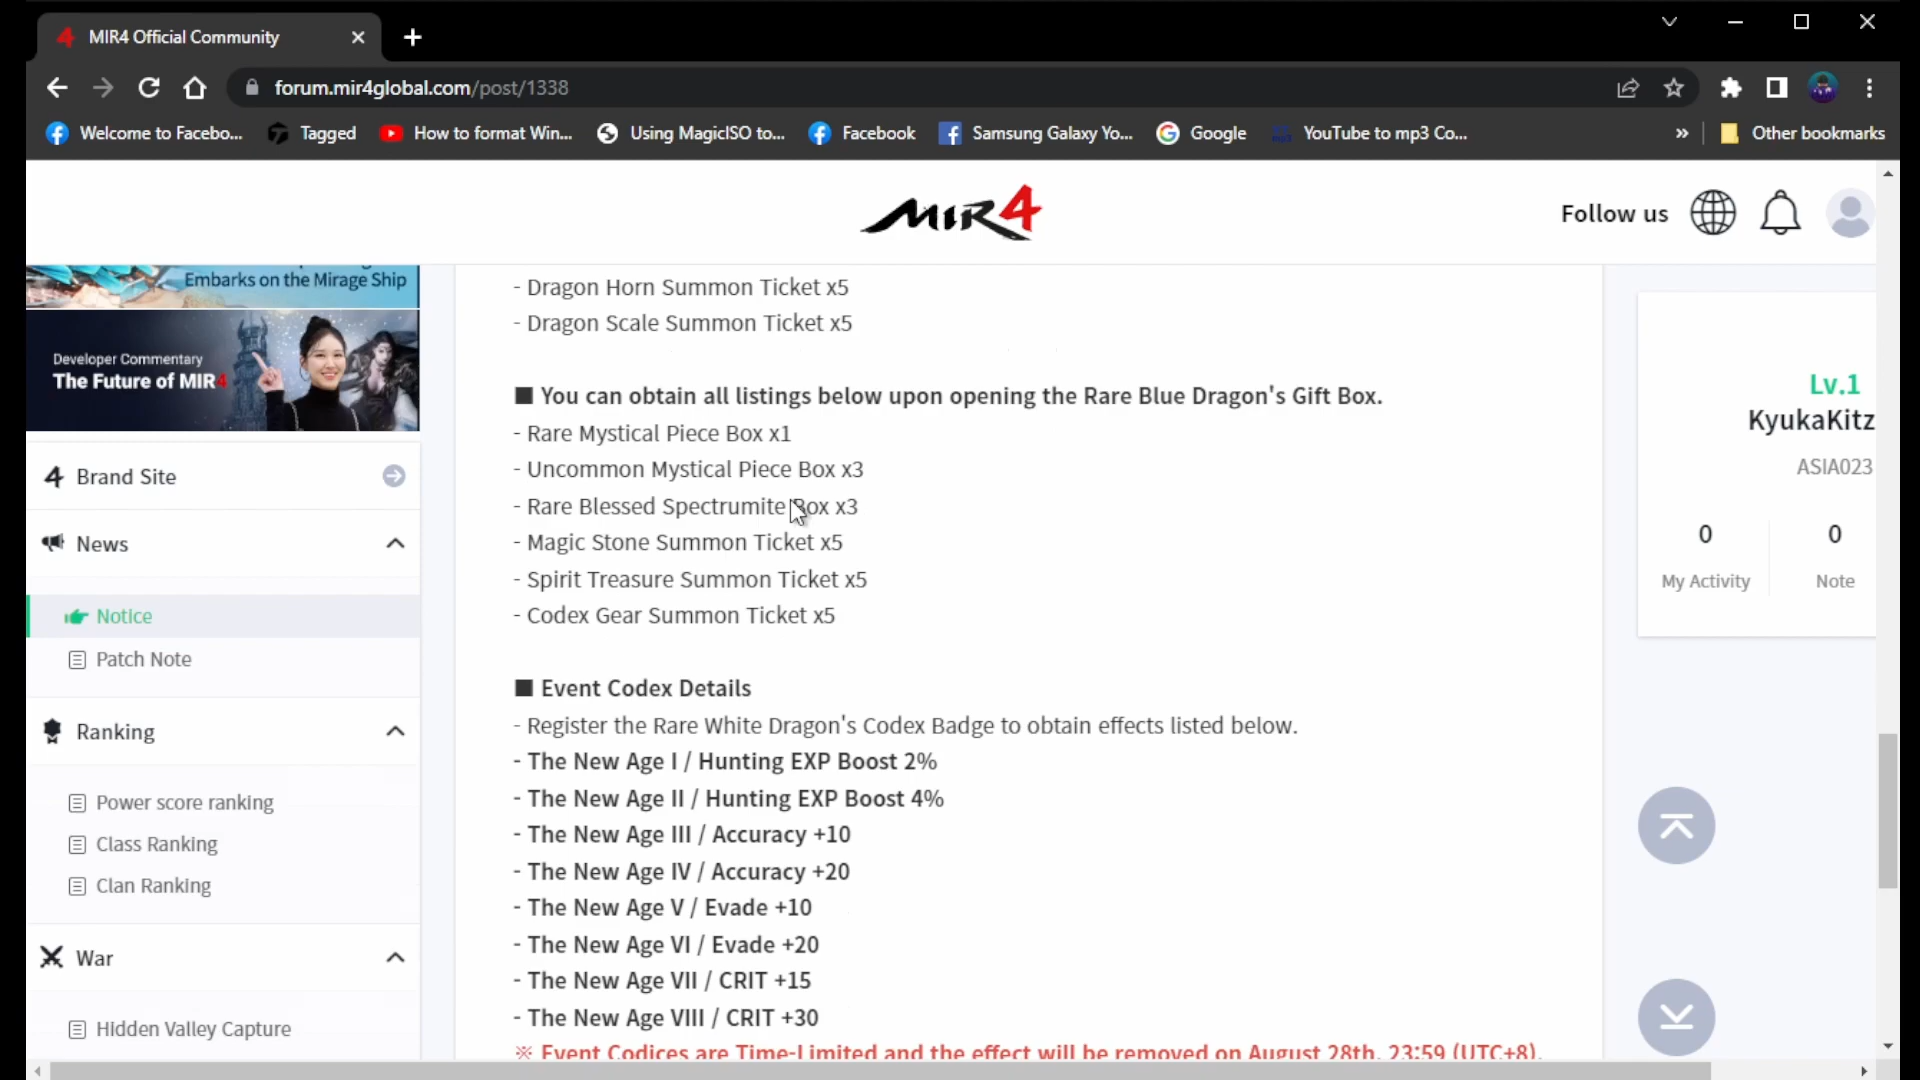 MIR4 Official Community
forum.mir4global.com/post/1338
Welcome to Facebo...
Tagged
How to format Win...
Using MagicISO to...
Facebook
Samsung Galaxy Yo...
Google
YouTube to mp3 Co...
»
Other bookmarks
MIR4
Follow us
Embarks on the Mirage Ship
Developer Commentary
The Future of MIR4
Brand Site
News
Notice
Patch Note
Ranking
Power score ranking
Class Ranking
Clan Ranking
War
Hidden Valley Capture
- Dragon Horn Summon Ticket x5
- Dragon Scale Summon Ticket x5
■ You can obtain all listings below upon opening the Rare Blue Dragon's Gift Box.
- Rare Mystical Piece Box x1
- Uncommon Mystical Piece Box x3
- Rare Blessed Spectrumite Box x3
- Magic Stone Summon Ticket x5
- Spirit Treasure Summon Ticket x5
- Codex Gear Summon Ticket x5
■ Event Codex Details
- Register the Rare White Dragon's Codex Badge to obtain effects listed below.
- The New Age I / Hunting EXP Boost 2%
- The New Age II / Hunting EXP Boost 4%
- The New Age III / Accuracy +10
- The New Age IV / Accuracy +20
- The New Age V / Evade +10
- The New Age VI / Evade +20
- The New Age VII / CRIT +15
- The New Age VIII / CRIT +30
※ Event Codices are Time-Limited and the effect will be removed on August 28th, 23:59 (UTC+8).
Lv.1
KyukaKitz
ASIA023
0
0
My Activity
Note